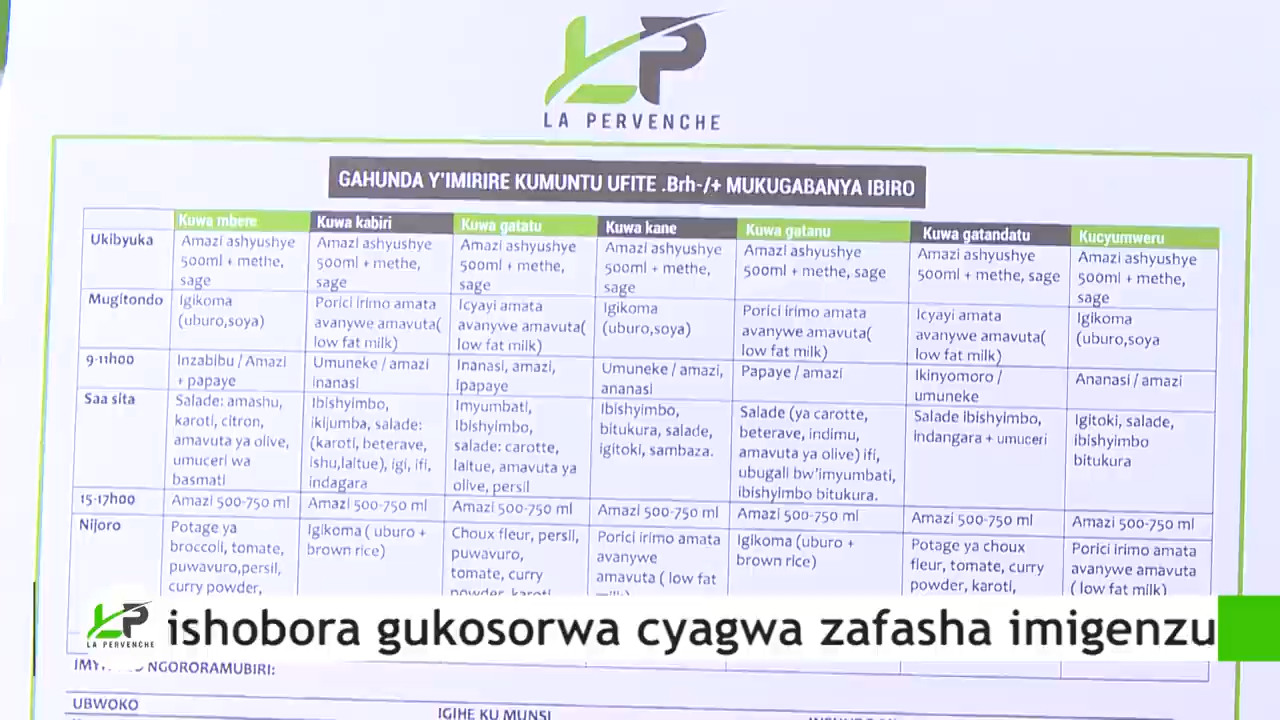 LP
LA PERVENCHE
GAHUNDA Y'IMIRIRE KUMUNTU UFITE .Brh-/+ MUKUGABANYA IBIRO
Kuwa mbere Kuwa kabiri Kuwa gatatu Kuwa kane Kuwa gatanu Kuwa gatandatu Kucyumweru
Ukibyuka
Amazi ashyushye
500ml + methe,
sage
Amazi ashyushye
500ml + methe,
sage
Amazi ashyushye
500ml + methe,
sage
Amazi ashyushye
500ml + methe,
sage
Amazi ashyushye
500ml + methe, sage
Amazi ashyushye
500ml + methe, sage
Amazi ashyushye
500ml + methe,
sage
Mugitondo
Igikoma
(uburo,soya)
Porici irimo amata
avanywe amavuta(
low fat milk)
Icyayi amata
avanywe amavuta(
low fat milk)
Igikoma
(uburo,soya)
Porici irimo amata
avanywe amavuta(
low fat milk)
Icyayi amata
avanywe amavuta(
low fat milk)
Igikoma
(uburo,soya
9-11h00
Inzabibu / Amazi
+ papaye
Umuneke / amazi
inanasi
Inanasi, amazi,
ipapaye
Umuneke / amazi,
ananasi
Papaye / amazi
Ikinyomoro /
umuneke
Ananasi / amazi
Saa sita
Salade: amashu,
karoti, citron,
amavuta ya olive,
umuceri wa
basmati
Ibishyimbo,
ikijumba, salade:
(karoti, beterave,
ishu,laitue), igi, ifi,
indagara
Imyumbati,
Ibishyimbo,
salade: carotte,
laitue, amavuta ya
olive, persil
Ibishyimbo,
bitukura, salade,
igitoki, sambaza.
Salade (ya carotte,
beterave, indimu,
amavuta ya olive) ifi,
ubugali bw'imyumbati,
ibishyimbo bitukura.
Salade Ibishyimbo,
indangara + umuceri
Igitoki, salade,
ibishyimbo
bitukura
15-17h00
Amazi 500-750 ml
Amazi 500-750 ml
Amazi 500-750 ml
Amazi 500-750 ml
Amazi 500-750 ml
Amazi 500-750 ml
Amazi 500-750 ml
Nijoro
Potage ya
broccoli, tomate,
puwavuro,persil,
curry powder,
Igikoma ( uburo +
brown rice)
Choux fleur, persil,
puwavuro,
tomate, curry
powder, karoti
Porici irimo amata
avanywe
amavuta ( low fat
Igikoma (uburo +
brown rice)
Potage ya choux
fleur, tomate, curry
powder, karoti,
Porici irimo amata
avanywe amavuta
( low fat milk)
LP
LA PERVENCHE
ishobora gukosorwa cyagwa zafasha imigenzu
NGORORAMUBIRI:
UBWOKO
IGIHE KU MUNSI